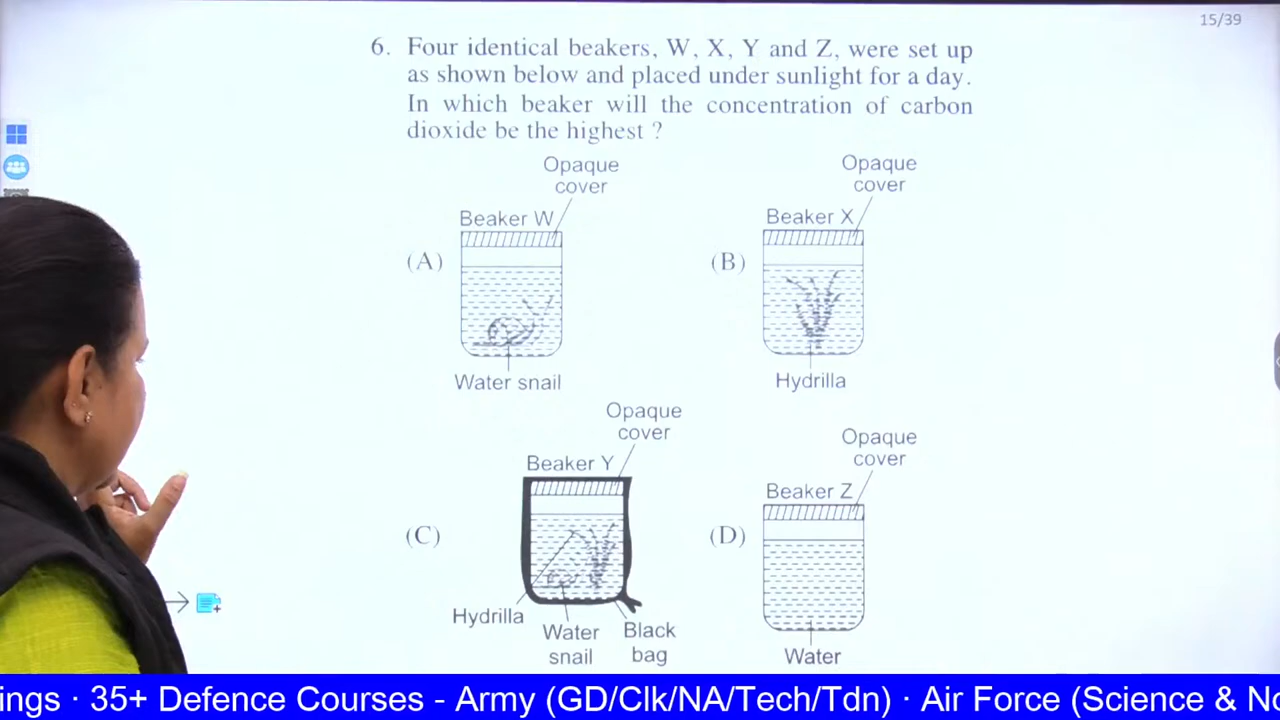 15/39
6. Four identical beakers, W, X, Y and Z, were set up
as shown below and placed under sunlight for a day.
In which beaker will the concentration of carbon
dioxide be the highest ?
Opaque
cover
Beaker W
(A)
Water snail
Opaque
cover
Beaker X
(B)
Hydrilla
Opaque
cover
Beaker Y
(C)
Hydrilla
Water
snail
Black
bag
Opaque
cover
Beaker Z
(D)
Water
ings · 35+ Defence Courses - Army (GD/Clk/NA/Tech/Tdn) · Air Force (Science & No